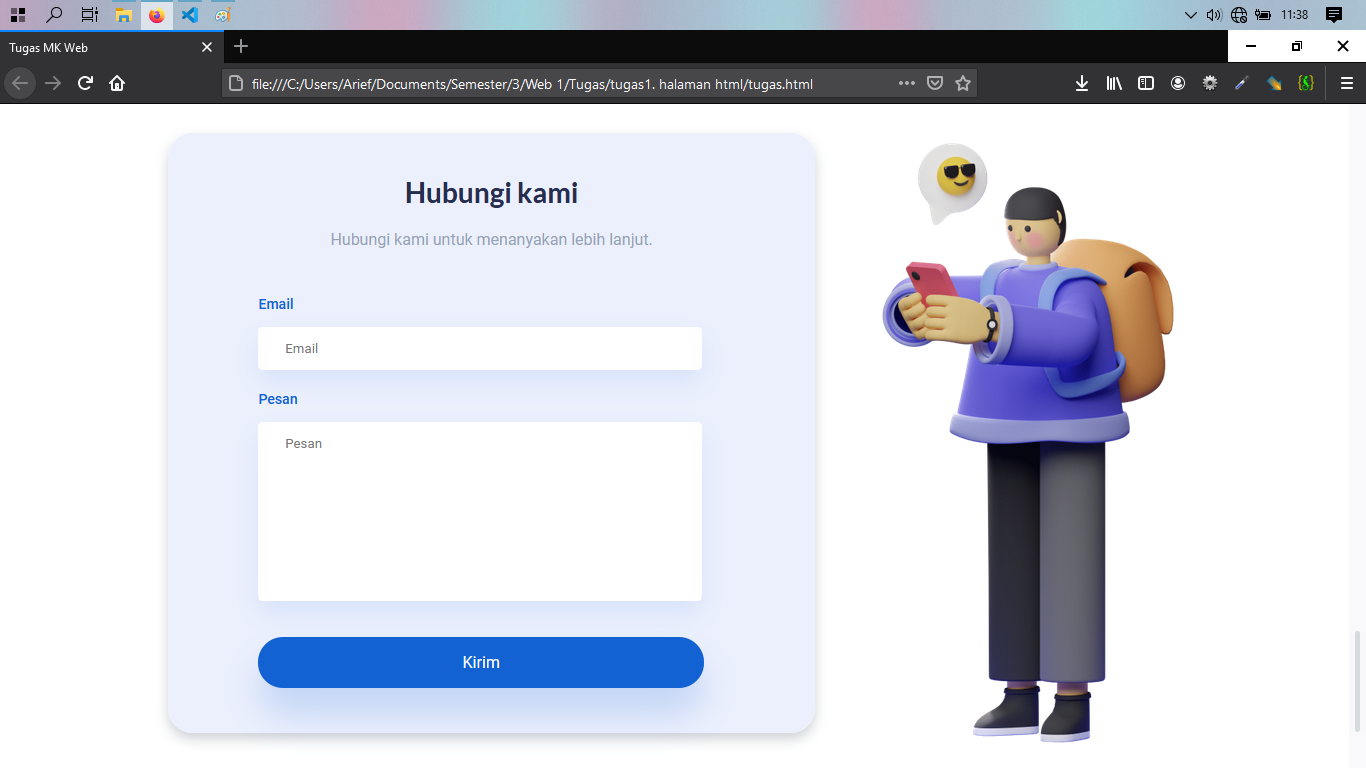 11:38
Tugas MK Web
file:///C:/Users/Arief/Documents/Semester/3/Web 1/Tugas/tugas1. halaman html/tugas.html
Hubungi kami
Hubungi kami untuk menanyakan lebih lanjut.
Email
Email
Pesan
Pesan
Kirim